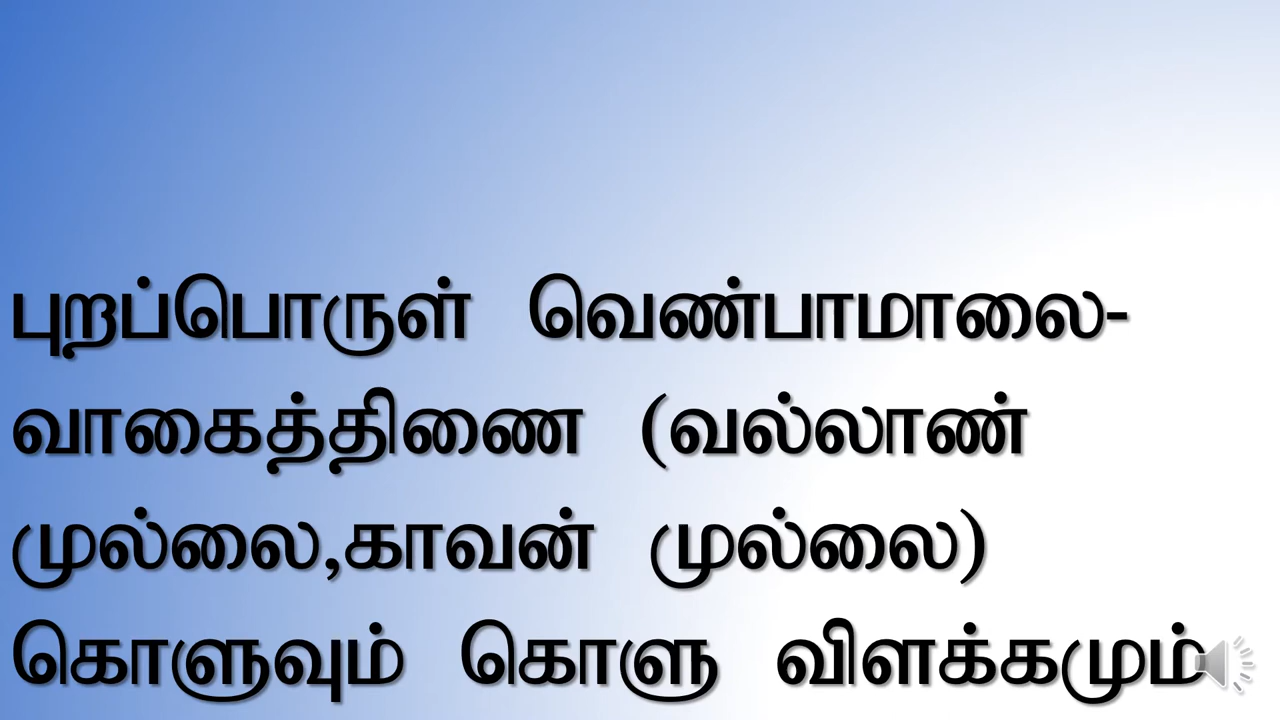 புறப்பொருள் வெண்பாமாலை-
வாகைத்திணை (வல்லாண்
முல்லை,காவன் முல்லை)
கொளுவும் கொளு விளக்கமும்